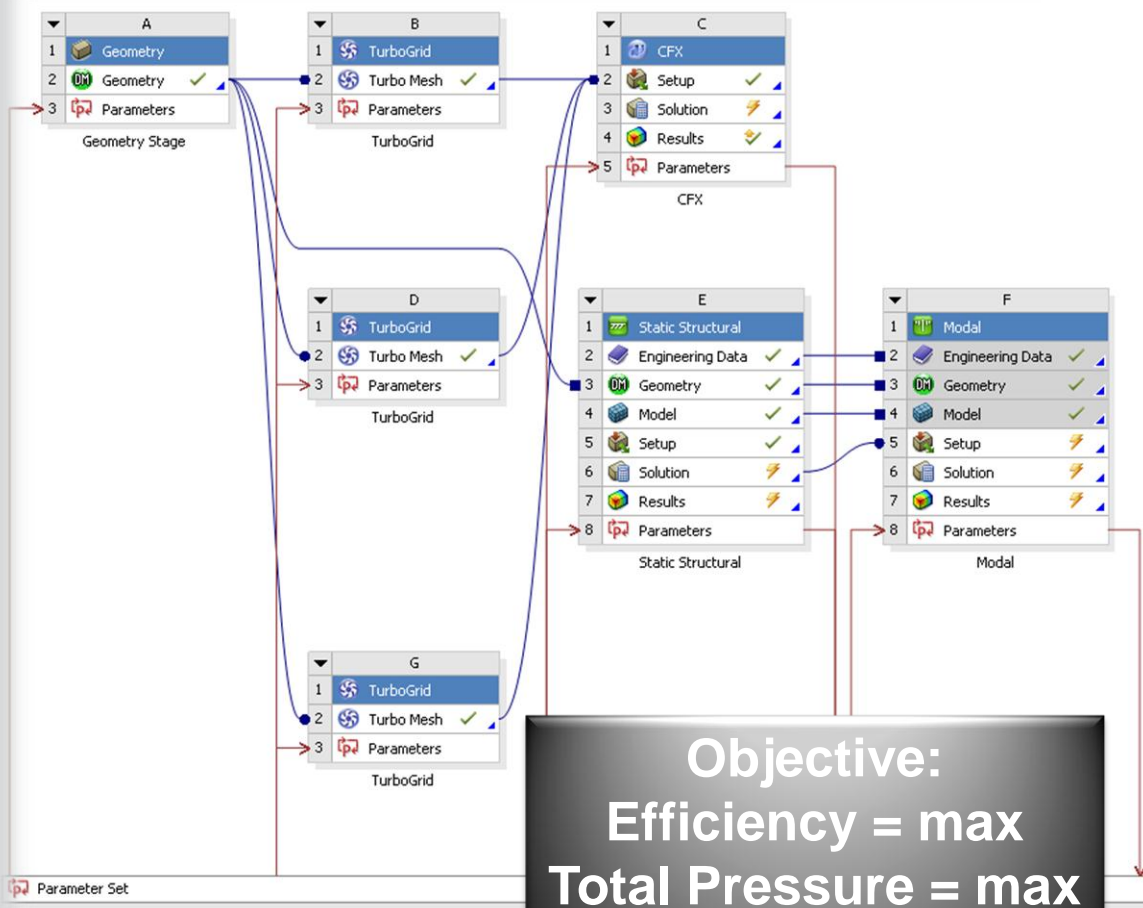 A
1 Geometry
2 DM Geometry
3 Parameters
Geometry Stage
B
1 TurboGrid
2 Turbo Mesh
3 Parameters
TurboGrid
C
1 CFX
2 Setup
3 Solution
4 Results
5 Parameters
CFX
D
1 TurboGrid
2 Turbo Mesh
3 Parameters
TurboGrid
E
1 Static Structural
2 Engineering Data
3 DM Geometry
4 Model
5 Setup
6 Solution
7 Results
8 Parameters
Static Structural
F
1 Modal
2 Engineering Data
3 DM Geometry
4 Model
5 Setup
6 Solution
7 Results
8 Parameters
Modal
G
1 TurboGrid
2 Turbo Mesh
3 Parameters
TurboGrid
Objective:
Efficiency = max
Total Pressure = max
Parameter Set